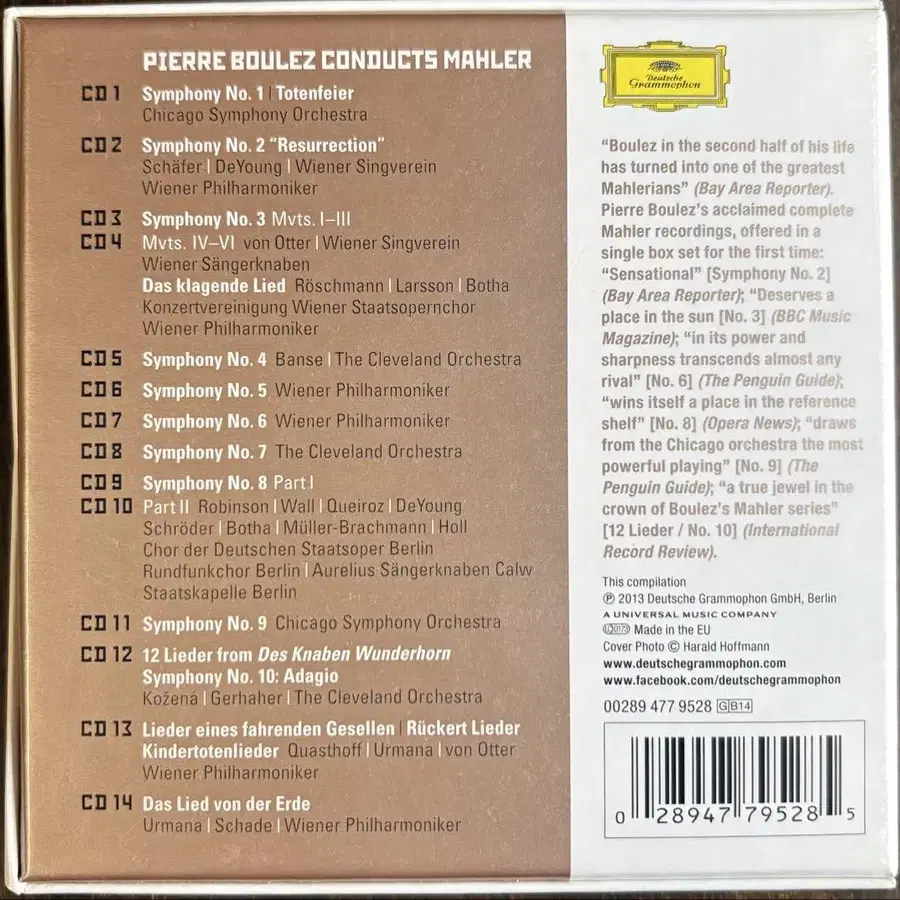 PIERRE BOULEZ CONDUCTS MAHLER
CD 1 Symphony No. 1 | Totenfeier
Chicago Symphony Orchestra
CD 2 Symphony No. 2 "Resurrection"
Schäfer | DeYoung | Wiener Singverein
Wiener Philharmoniker
CD 3 Symphony No. 3 Mvts. I–III
CD 4 Mvts. IV–VI von Otter | Wiener Singverein
Wiener Sängerknaben
Das klagende Lied Röschmann | Larsson | Botha
Konzertvereinigung Wiener Staatsopernchor
Wiener Philharmoniker
CD 5 Symphony No. 4 Banse | The Cleveland Orchestra
CD 6 Symphony No. 5 Wiener Philharmoniker
CD 7 Symphony No. 6 Wiener Philharmoniker
CD 8 Symphony No. 7 The Cleveland Orchestra
CD 9 Symphony No. 8 Part I
CD 10 Part II Robinson | Wall | Queiroz | DeYoung
Schröder | Botha | Müller-Brachmann | Holl
Chor der Deutschen Staatsoper Berlin
Rundfunkchor Berlin | Aurelius Sängerknaben Calw
Staatskapelle Berlin
CD 11 Symphony No. 9 Chicago Symphony Orchestra
CD 12 12 Lieder from Des Knaben Wunderhorn
Symphony No. 10: Adagio
Kožená | Gerhaher | The Cleveland Orchestra
CD 13 Lieder eines fahrenden Gesellen | Rückert Lieder
Kindertotenlieder Quasthoff | Urmana | von Otter
Wiener Philharmoniker
CD 14 Das Lied von der Erde
Urmana | Schade | Wiener Philharmoniker
Deutsche
Grammophon
"Boulez in the second half of his life
has turned into one of the greatest
Mahlerians" (Bay Area Reporter).
Pierre Boulez's acclaimed complete
Mahler recordings, offered in a
single box set for the first time:
"Sensational" [Symphony No. 2]
(Bay Area Reporter); "Deserves a
place in the sun [No. 3] (BBC Music
Magazine); "in its power and
sharpness transcends almost any
rival" [No. 6] (The Penguin Guide);
"wins itself a place in the reference
shelf" [No. 8] (Opera News); "draws
from the Chicago orchestra the most
powerful playing" [No. 9] (The
Penguin Guide); "a true jewel in the
crown of Boulez's Mahler series"
[12 Lieder / No. 10] (International
Record Review).
This compilation
℗ 2013 Deutsche Grammophon GmbH, Berlin
A UNIVERSAL MUSIC COMPANY
Made in the EU
Cover Photo © Harald Hoffmann
www.deutschegrammophon.com
www.facebook.com/deutschegrammophon
00289 477 9528 GB14
0 28947 79528 5